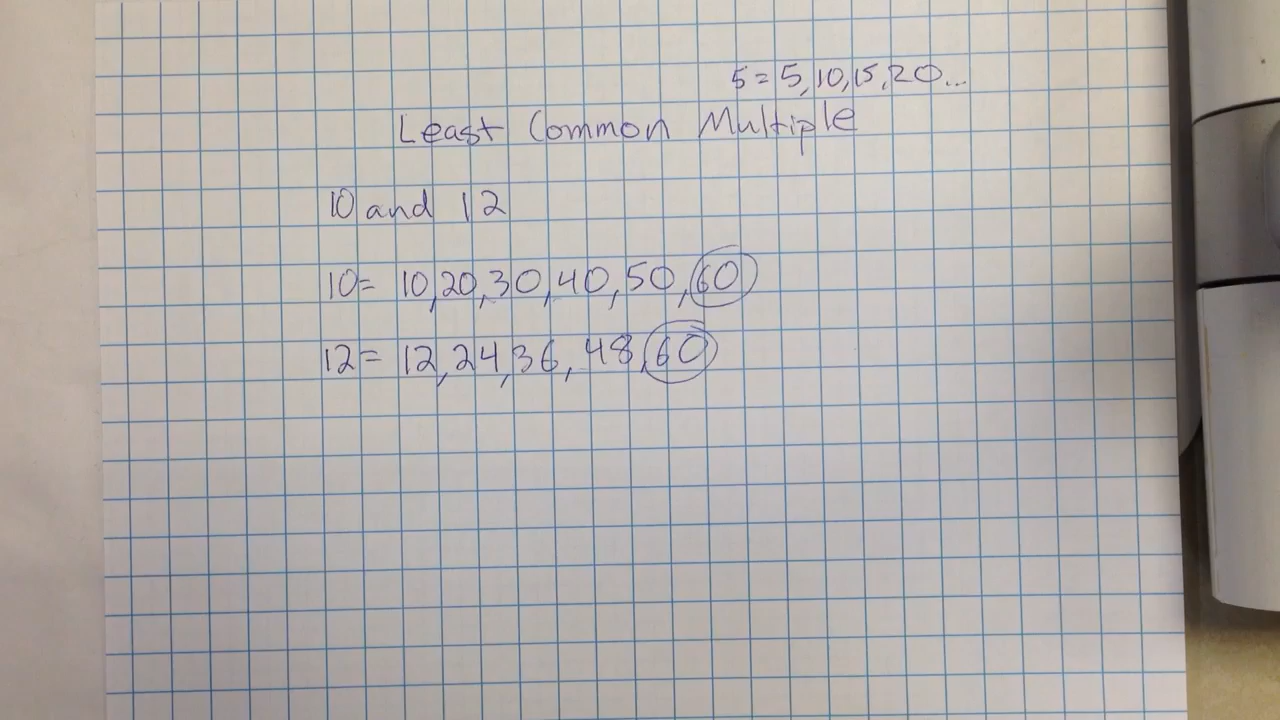 5 = 5,10,15,20...
Least Common Multiple
10 and 12
10= 10,20,30,40,50,60
12= 12,24,36,48,60